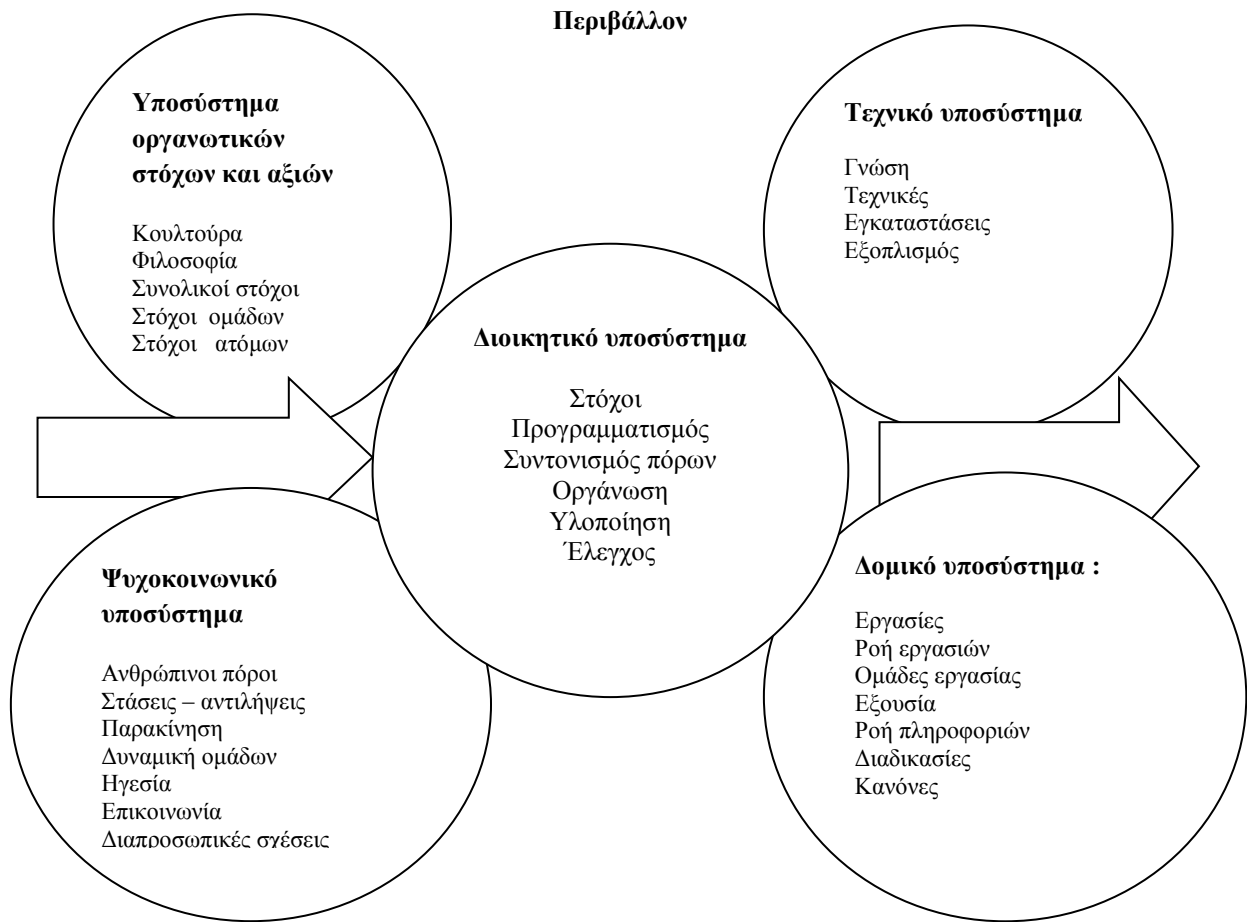 Περιβάλλον
Υποσύστημα
οργανωτικών
στόχων και αξιών
Κουλτούρα
Φιλοσοφία
Συνολικοί στόχοι
Στόχοι ομάδων
Στόχοι ατόμων
Τεχνικό υποσύστημα
Γνώση
Τεχνικές
Εγκαταστάσεις
Εξοπλισμός
Διοικητικό υποσύστημα
Στόχοι
Προγραμματισμός
Συντονισμός πόρων
Οργάνωση
Υλοποίηση
Έλεγχος
Ψυχοκοινωνικό
υποσύστημα
Ανθρώπινοι πόροι
Στάσεις – αντιλήψεις
Παρακίνηση
Δυναμική ομάδων
Ηγεσία
Επικοινωνία
Διαπροσωπικές σχέσεις
Δομικό υποσύστημα :
Εργασίες
Ροή εργασιών
Ομάδες εργασίας
Εξουσία
Ροή πληροφοριών
Διαδικασίες
Κανόνες